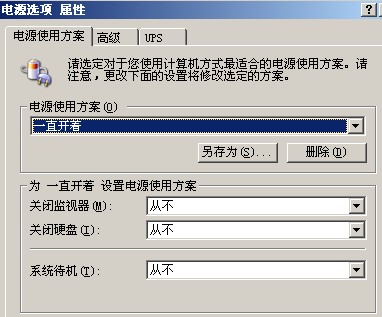 电源选项 属性
电源使用方案 高级 UPS
请选定对于您使用计算机方式最适合的电源使用方案。请
注意，更改下面的设置将修改选定的方案。
电源使用方案(O)
一直开着
另存为(S)... 删除(D)
为 一直开着 设置电源使用方案
关闭监视器(M): 从不
关闭硬盘(I): 从不
系统待机(T): 从不